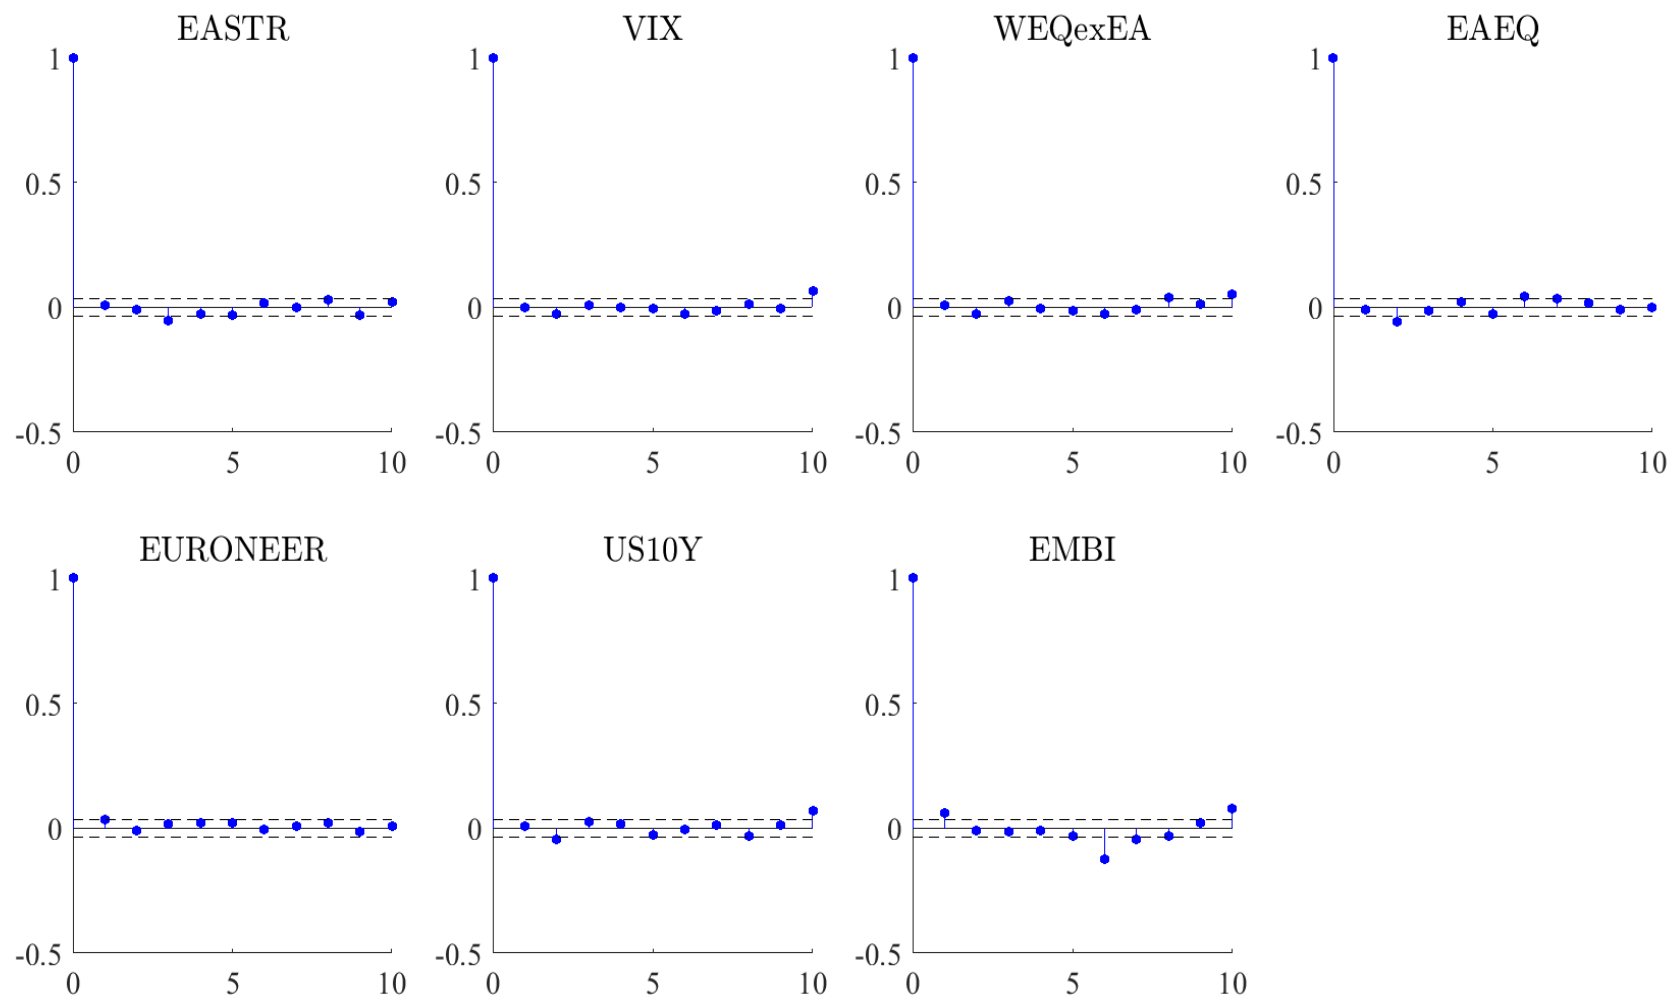 EASTR VIX WEQexEA EAEQ
1 1 1 1
0.5 0.5 0.5 0.5
0 0 0 0
-0.5 -0.5 -0.5 -0.5
0 5 10 0 5 10 0 5 10 0 5 10
EURONEER US10Y EMBI
1 1 1
0.5 0.5 0.5
0 0 0
-0.5 -0.5 -0.5
0 5 10 0 5 10 0 5 10